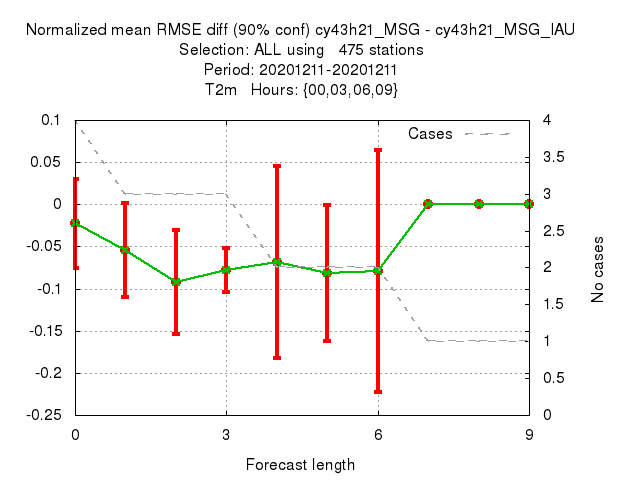 Normalized mean RMSE diff (90% conf) cy43h21_MSG - cy43h21_MSG_IAU
Selection: ALL using 475 stations
Period: 20201211-20201211
T2m Hours: {00,03,06,09}
Cases
0.1
0.05
0
-0.05
-0.1
-0.15
-0.2
-0.25
4
3.5
3
2.5
2
1.5
1
0.5
0
No cases
0 3 6 9
Forecast length